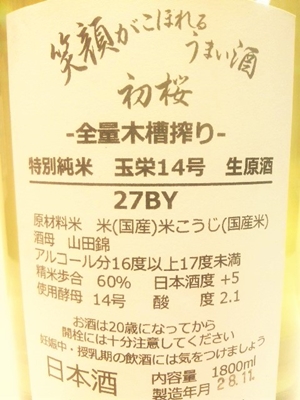 笑顔がこぼれる
うまい酒
初桜
-全量木槽搾り-
特別純米 玉栄14号 生原酒
27BY
原材料米 米(国産)米こうじ(国産米)
酒母 山田錦
アルコール分16度以上17度未満
精米歩合 60% 日本酒度 +5
使用酵母 14号 酸 度 2.1
お酒は20歳になってから
開栓には十分注意してください
妊娠中・授乳期の飲酒には気をつけましょう
日本酒 内容量 1800ml
製造年月 28.11.